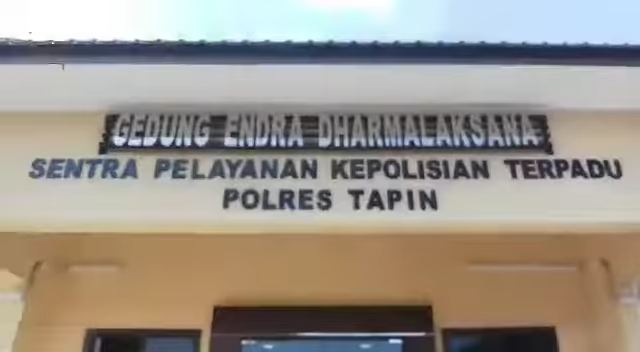 GEDUNG ENDRA DHARMALAKSANA
SENTRA PELAYANAN KEPOLISIAN TERPADU
POLRES TAPIN